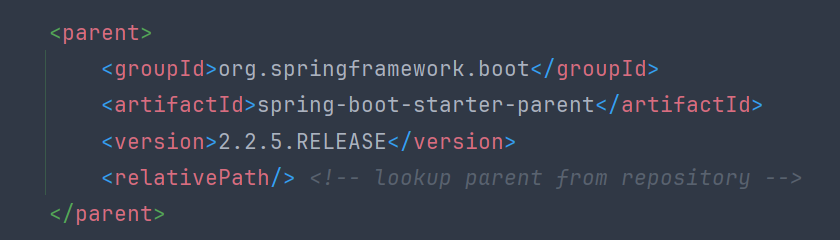 <parent>
<groupId>org.springframework.boot</groupId>
<artifactId>spring-boot-starter-parent</artifactId>
<version>2.2.5.RELEASE</version>
<relativePath/> <!-- lookup parent from repository -->
</parent>